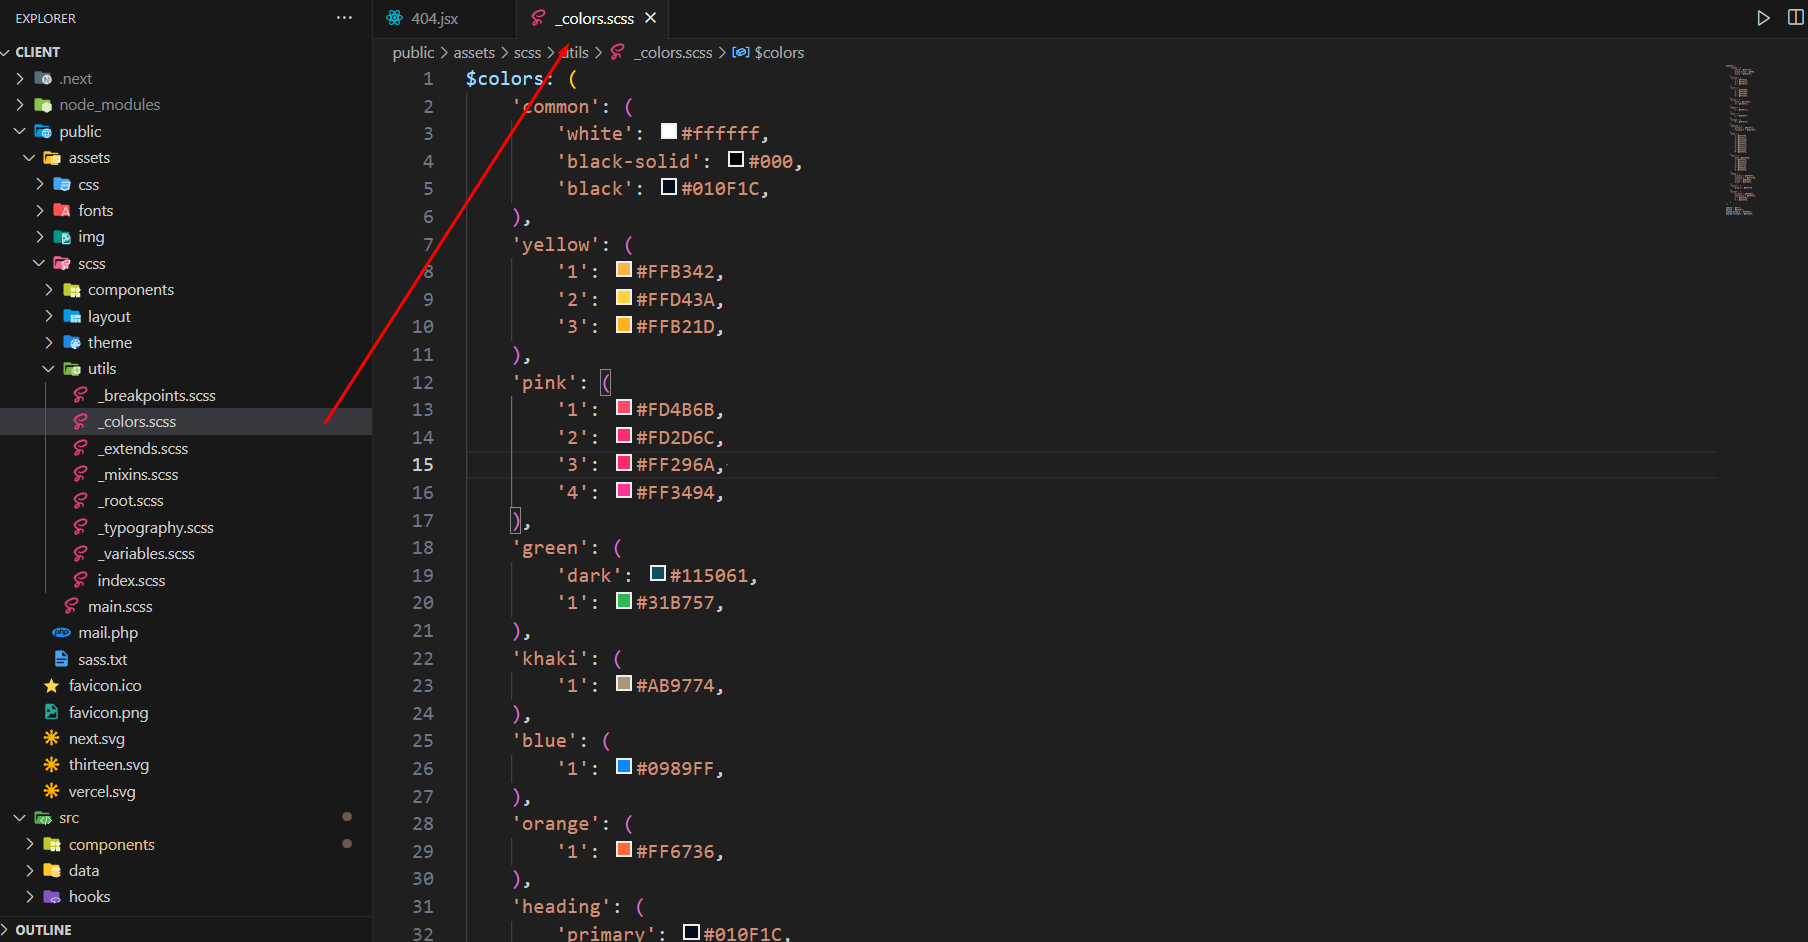 EXPLORER
CLIENT
.next
node_modules
public
assets
css
fonts
img
scss
components
layout
theme
utils
_breakpoints.scss
_colors.scss
_extends.scss
_mixins.scss
_root.scss
_typography.scss
_variables.scss
index.scss
main.scss
mail.php
sass.txt
favicon.ico
favicon.png
next.svg
thirteen.svg
vercel.svg
src
components
data
hooks
OUTLINE
404.jsx
_colors.scss
public > assets > scss > utils > _colors.scss > $colors
1 $colors: (
2 'common': (
3 'white': #ffffff,
4 'black-solid': #000,
5 'black': #010F1C,
6 ),
7 'yellow': (
8 '1': #FFB342,
9 '2': #FFD43A,
10 '3': #FFB21D,
11 ),
12 'pink': (
13 '1': #FD4B6B,
14 '2': #FD2D6C,
15 '3': #FF296A,
16 '4': #FF3494,
17 ),
18 'green': (
19 'dark': #115061,
20 '1': #31B757,
21 ),
22 'khaki': (
23 '1': #AB9774,
24 ),
25 'blue': (
26 '1': #0989FF,
27 ),
28 'orange': (
29 '1': #FF6736,
30 ),
31 'heading': (
32 'primary': #010F1C,